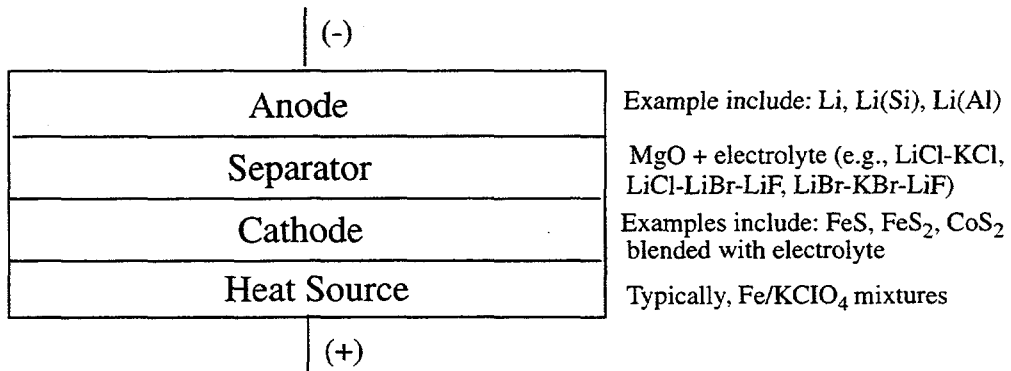 (-)
Anode
Example include: Li, Li(Si), Li(Al)
Separator
MgO + electrolyte (e.g., LiCl-KCl,
LiCl-LiBr-LiF, LiBr-KBr-LiF)
Cathode
Examples include: FeS, FeS₂, CoS₂
blended with electrolyte
Heat Source
Typically, Fe/KClO₄ mixtures
(+)